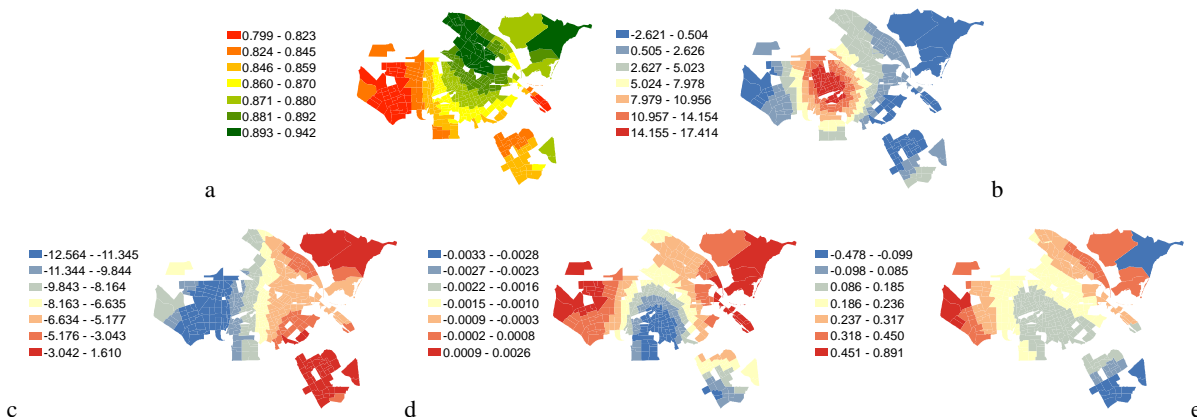 0.799 - 0.823
0.824 - 0.845
0.846 - 0.859
0.860 - 0.870
0.871 - 0.880
0.881 - 0.892
0.893 - 0.942
a
-2.621 - 0.504
0.505 - 2.626
2.627 - 5.023
5.024 - 7.978
7.979 - 10.956
10.957 - 14.154
14.155 - 17.414
b
-12.564 - -11.345
-11.344 - -9.844
-9.843 - -8.164
-8.163 - -6.635
-6.634 - -5.177
-5.176 - -3.043
-3.042 - 1.610
c
-0.0033 - -0.0028
-0.0027 - -0.0023
-0.0022 - -0.0016
-0.0015 - -0.0010
-0.0009 - -0.0003
-0.0002 - 0.0008
0.0009 - 0.0026
d
-0.478 - -0.099
-0.098 - 0.085
0.086 - 0.185
0.186 - 0.236
0.237 - 0.317
0.318 - 0.450
0.451 - 0.891
e